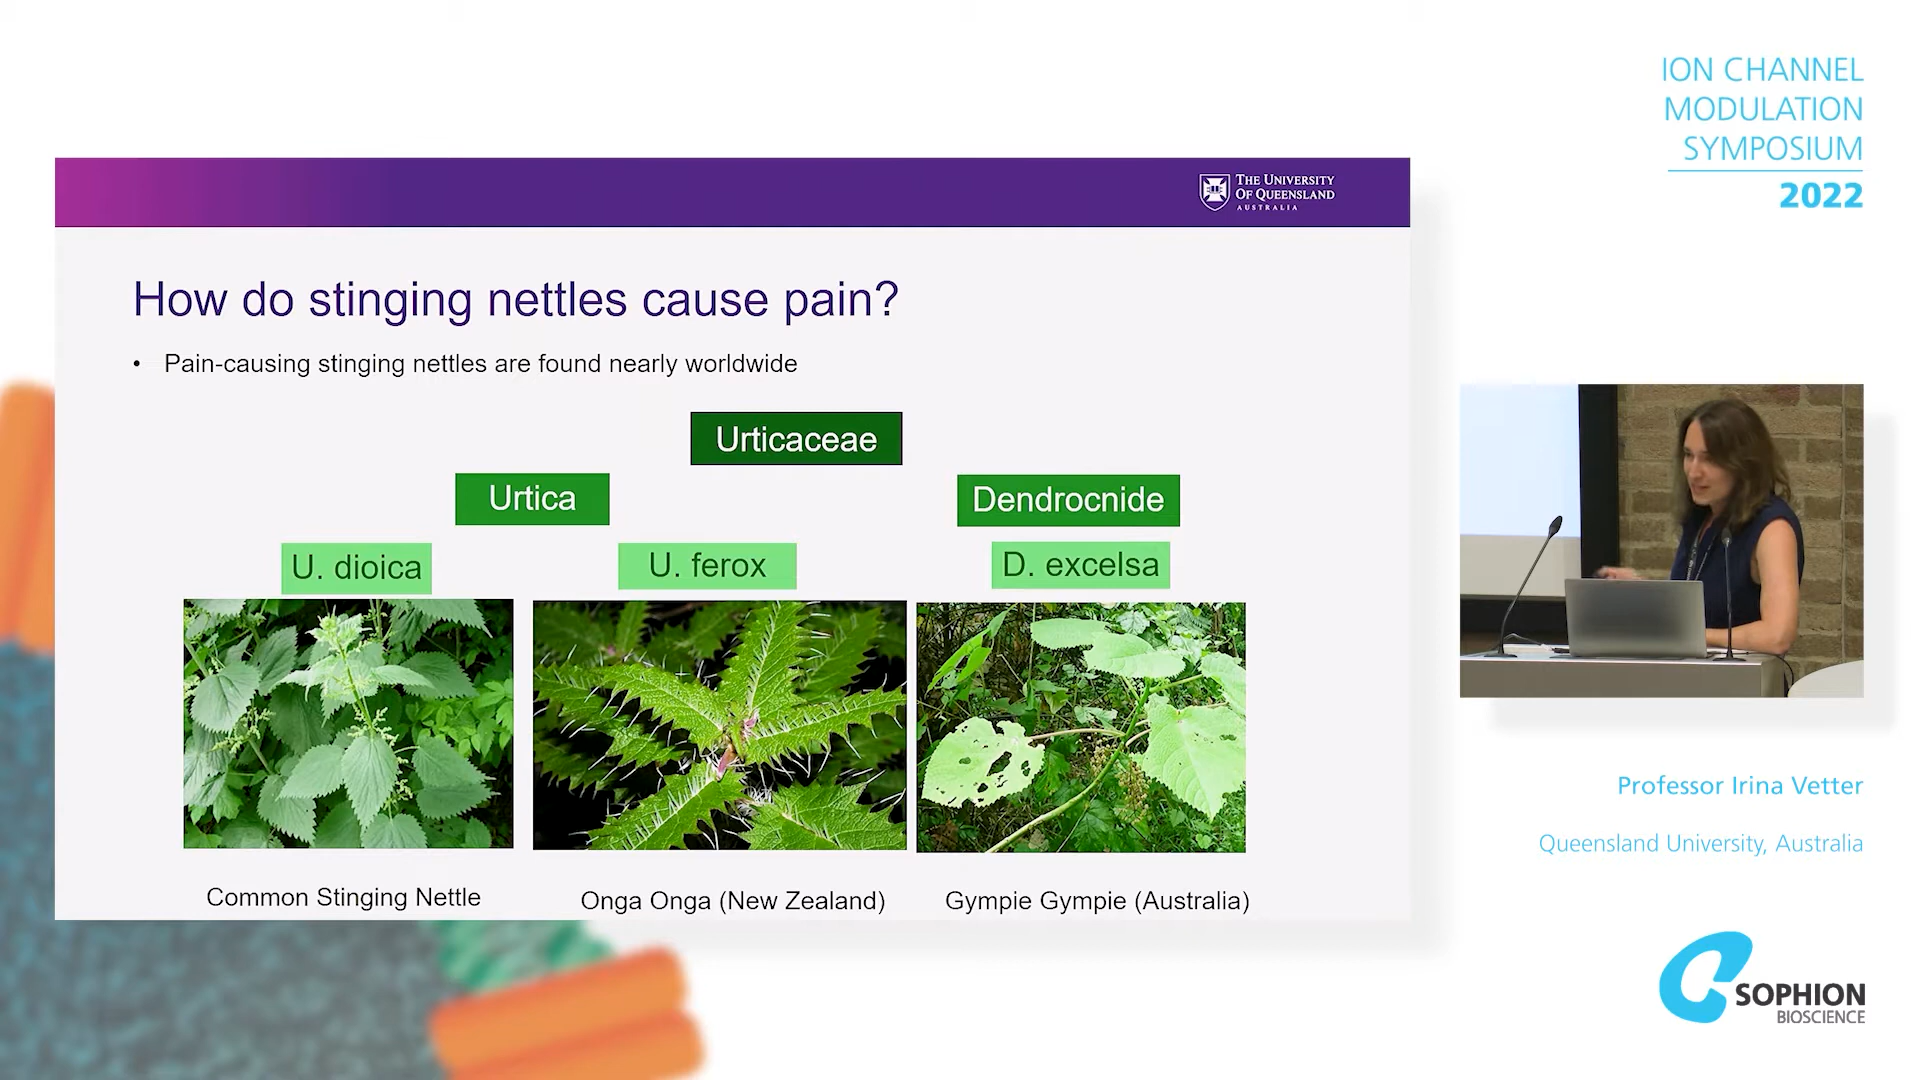 ION CHANNEL
MODULATION
SYMPOSIUM
2022
THE UNIVERSITY
OF QUEENSLAND
AUSTRALIA
How do stinging nettles cause pain?
• Pain-causing stinging nettles are found nearly worldwide
Urticaceae
Urtica
Dendrocnide
U. dioica
U. ferox
D. excelsa
Common Stinging Nettle
Onga Onga (New Zealand)
Gympie Gympie (Australia)
Professor Irina Vetter
Queensland University, Australia
SOPHION
BIOSCIENCE